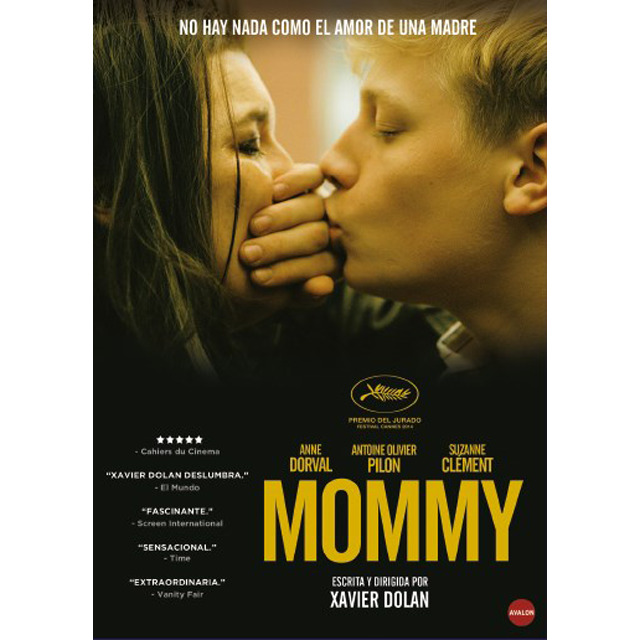 NO HAY NADA COMO EL AMOR DE UNA MADRE
PREMIO DEL JURADO
FESTIVAL CANNES 2014
★★★★★
- Cahiers du Cinema
"XAVIER DOLAN DESLUMBRA."
- El Mundo
"FASCINANTE."
- Screen International
"SENSACIONAL."
- Time
"EXTRAORDINARIA."
- Vanity Fair
ANNE DORVAL
ANTOINE OLIVIER PILON
SUZANNE CLÉMENT
MOMMY
ESCRITA Y DIRIGIDA POR
XAVIER DOLAN
AVALON